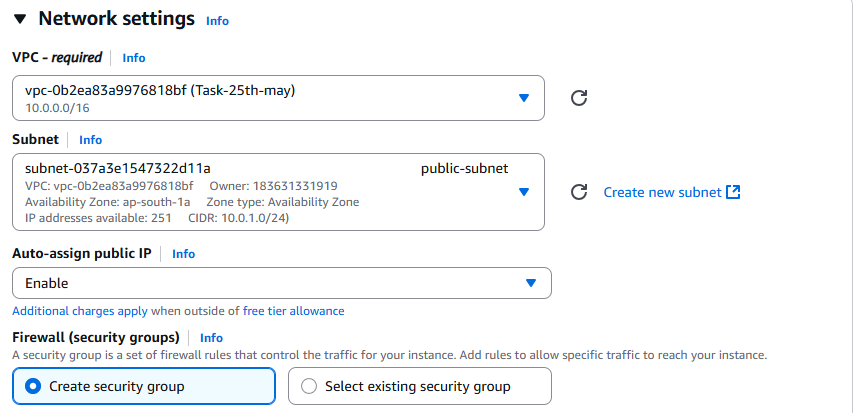 Network settings Info
VPC - required Info
vpc-0b2ea83a9976818bf (Task-25th-may)
10.0.0.0/16
Subnet Info
subnet-037a3e1547322d11a public-subnet
VPC: vpc-0b2ea83a9976818bf Owner: 183631331919
Availability Zone: ap-south-1a Zone type: Availability Zone
IP addresses available: 251 CIDR: 10.0.1.0/24)
Create new subnet
Auto-assign public IP Info
Enable
Additional charges apply when outside of free tier allowance
Firewall (security groups) Info
A security group is a set of firewall rules that control the traffic for your instance. Add rules to allow specific traffic to reach your instance.
Create security group
Select existing security group